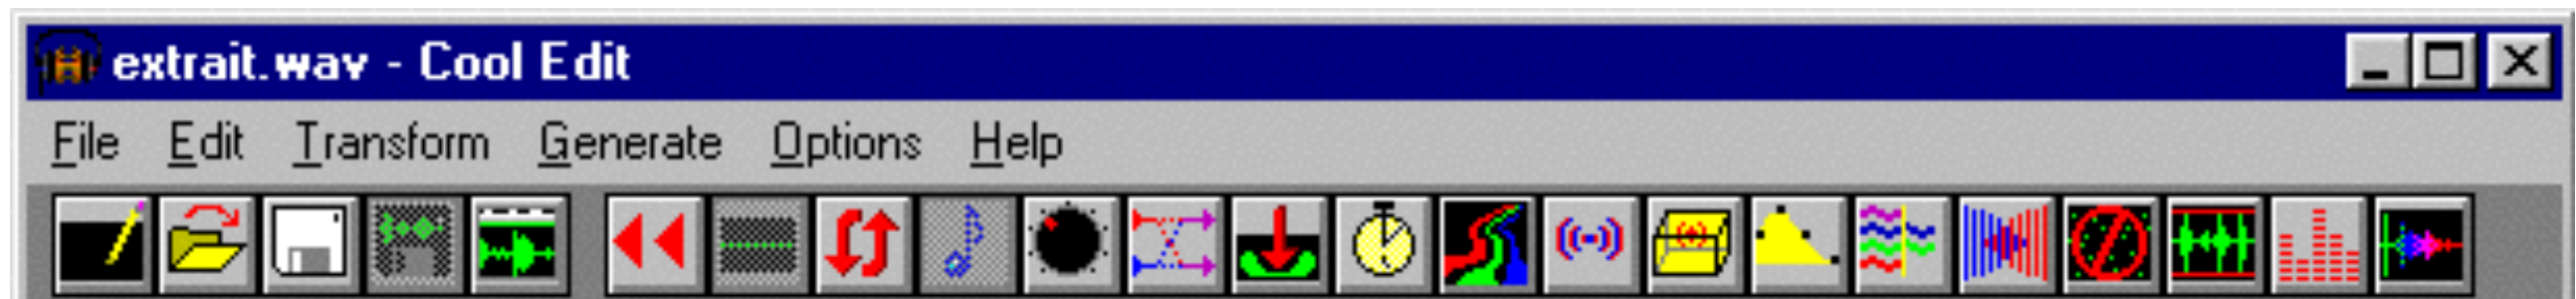 extrait.wav - Cool Edit
File Edit Transform Generate Options Help